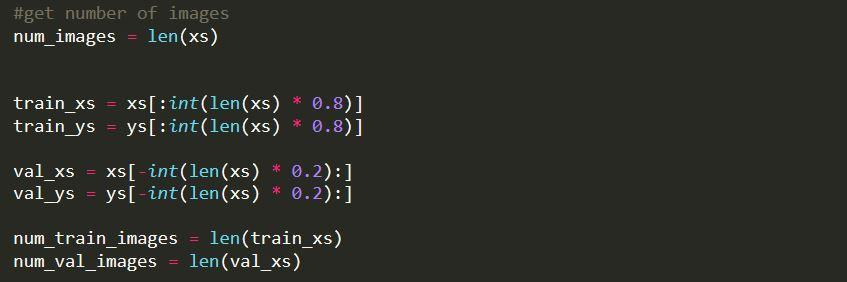 #get number of images
num_images = len(xs)
train_xs = xs[:int(len(xs) * 0.8)]
train_ys = ys[:int(len(xs) * 0.8)]
val_xs = xs[-int(len(xs) * 0.2):]
val_ys = ys[-int(len(xs) * 0.2):]
num_train_images = len(train_xs)
num_val_images = len(val_xs)